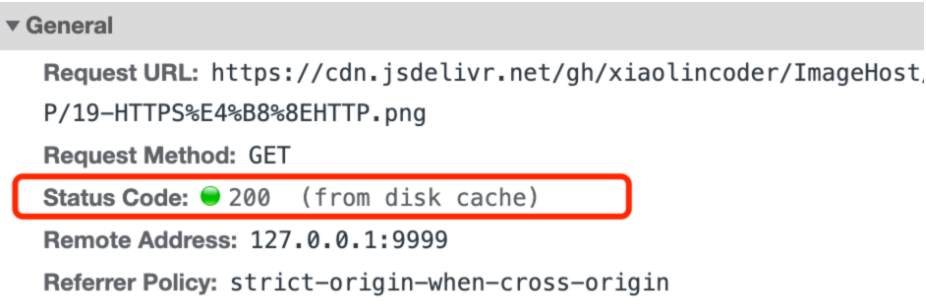 ▼ General
Request URL: https://cdn.jsdelivr.net/gh/xiaolincoder/ImageHost/
P/19-HTTPS%E4%B8%8EHTTP.png
Request Method: GET
Status Code: 200 (from disk cache)
Remote Address: 127.0.0.1:9999
Referrer Policy: strict-origin-when-cross-origin